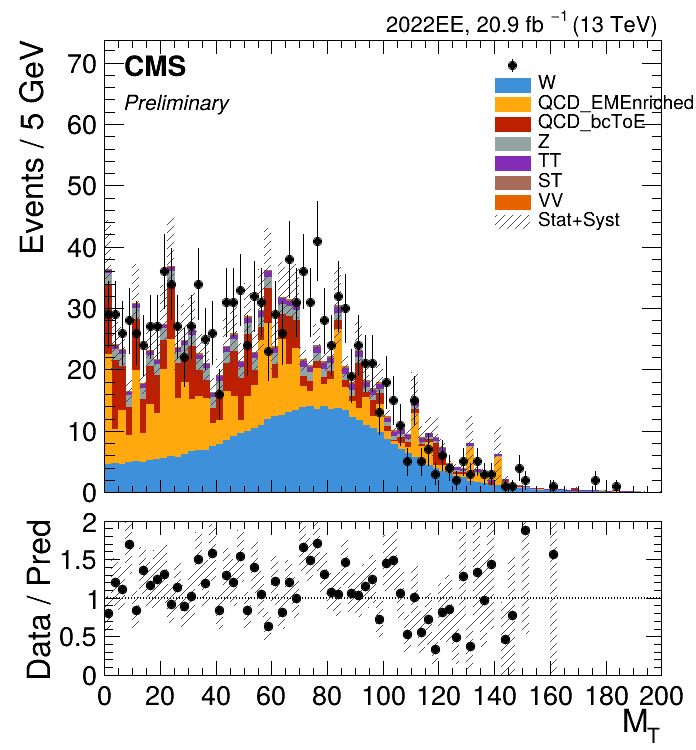 2022EE, 20.9 fb⁻¹ (13 TeV)
CMS
Preliminary
W
QCD_EMEnriched
QCD_bcToE
Z
TT
ST
VV
Stat+Syst
Events / 5 GeV
70
60
50
40
30
20
10
0
Data / Pred
2
1.5
1
0.5
0
0 20 40 60 80 100 120 140 160 180 200
M_T